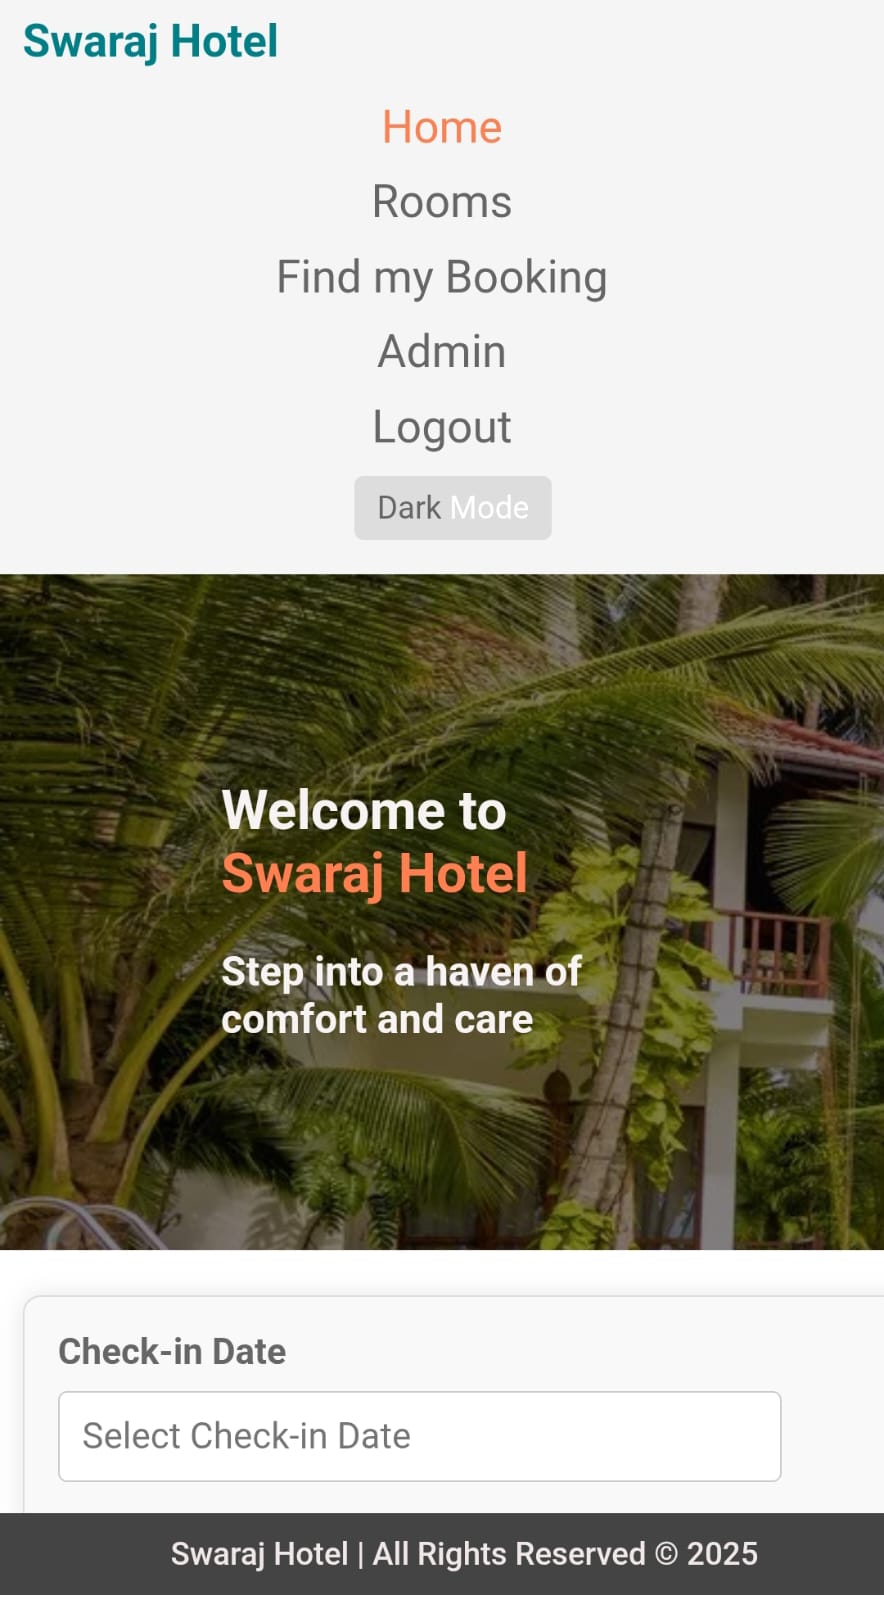 Swaraj Hotel
Home
Rooms
Find my Booking
Admin
Logout
Dark Mode
Welcome to
Swaraj Hotel
Step into a haven of
comfort and care
Check-in Date
Select Check-in Date
Swaraj Hotel | All Rights Reserved © 2025